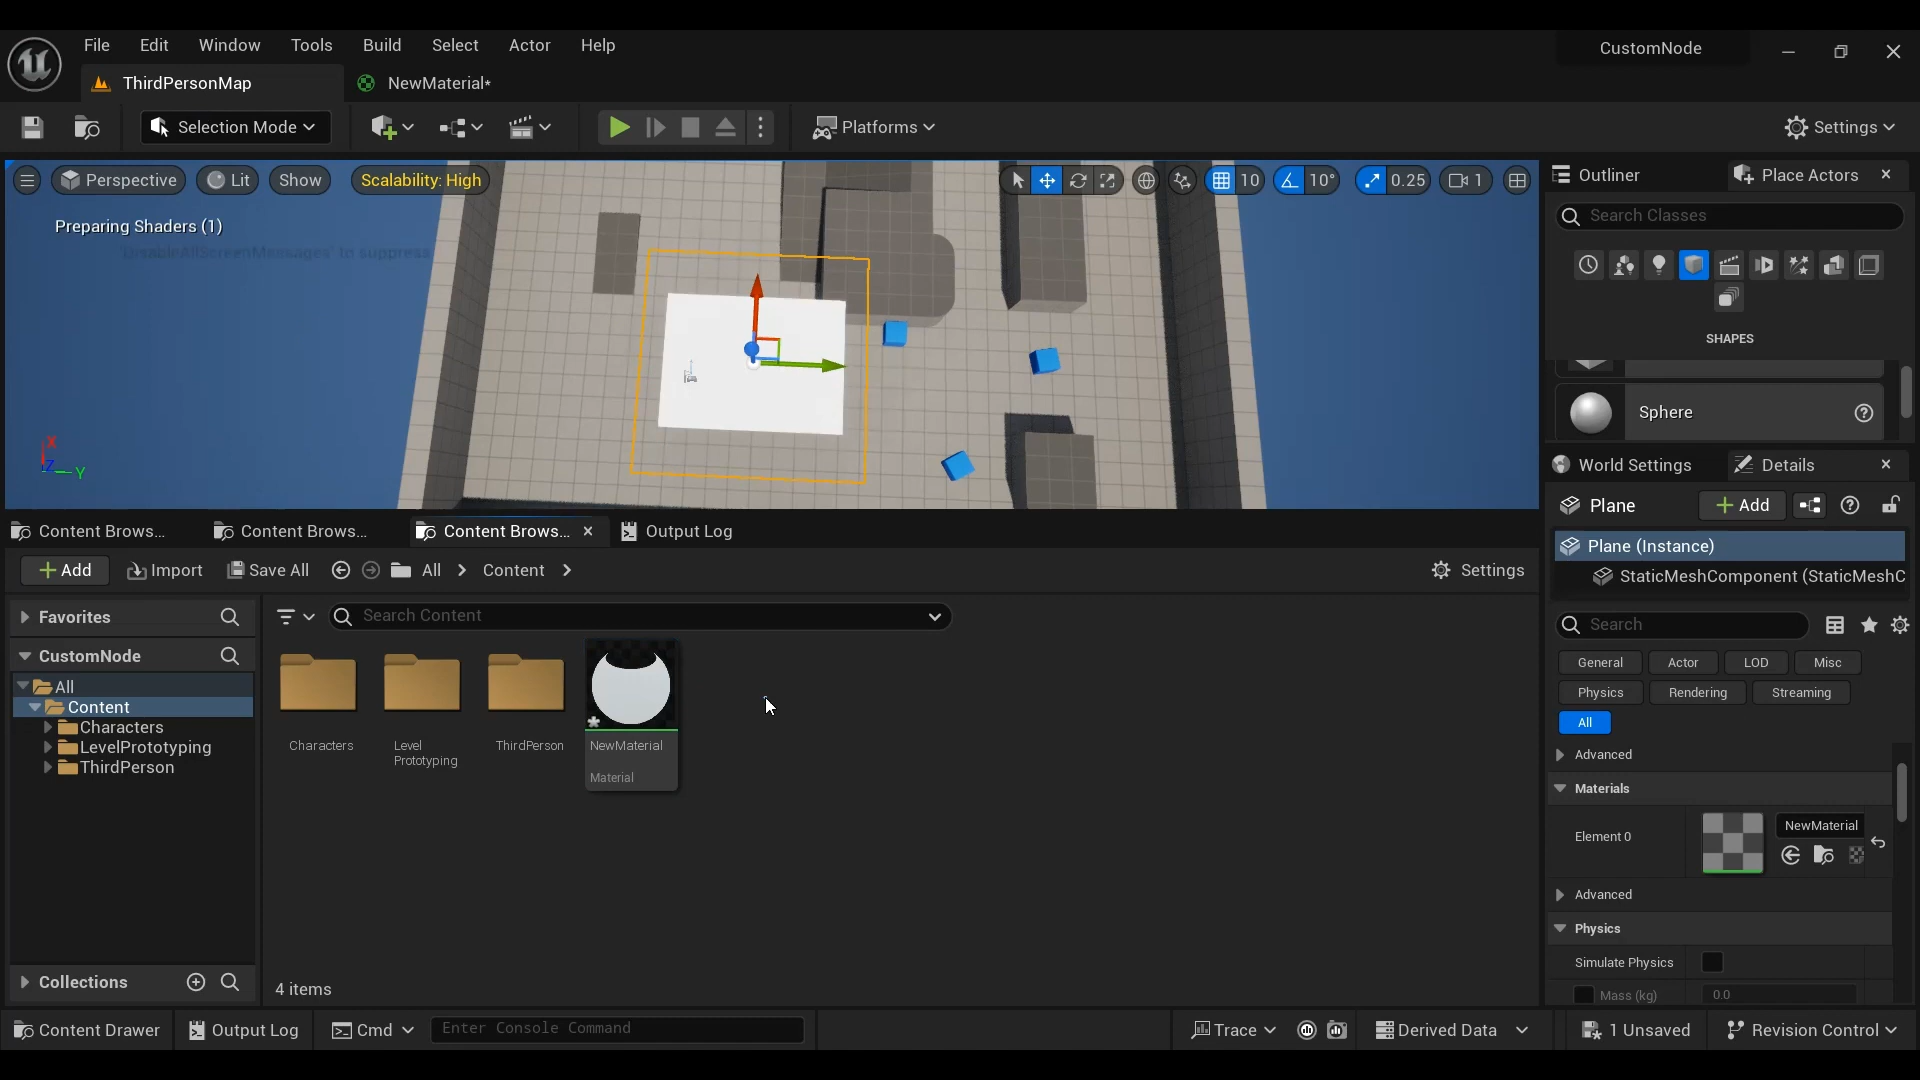 File Edit Window Tools Build Select Actor Help
CustomNode
ThirdPersonMap
NewMaterial*
Selection Mode
Platforms
Settings
Perspective
Lit
Show
Scalability: High
10
10°
0.25
1
Preparing Shaders (1)
'DisableAllScreenMessages' to suppress
X
Z
Y
Outliner
Place Actors
Search Classes
SHAPES
Sphere
World Settings
Details
Plane
Add
Plane (Instance)
StaticMeshComponent (StaticMeshC
Search
General
Actor
LOD
Misc
Physics
Rendering
Streaming
All
Advanced
Materials
Element 0
NewMaterial
Advanced
Physics
Simulate Physics
Mass (kg)
0.0
Content Brows...
Content Brows...
Content Brows...
Output Log
Add
Import
Save All
All
Content
Settings
Favorites
CustomNode
All
Content
Characters
LevelPrototyping
ThirdPerson
Collections
Search Content
Characters
Level
Prototyping
ThirdPerson
NewMaterial
Material
4 items
Content Drawer
Output Log
Cmd
Enter Console Command
Trace
Derived Data
1 Unsaved
Revision Control